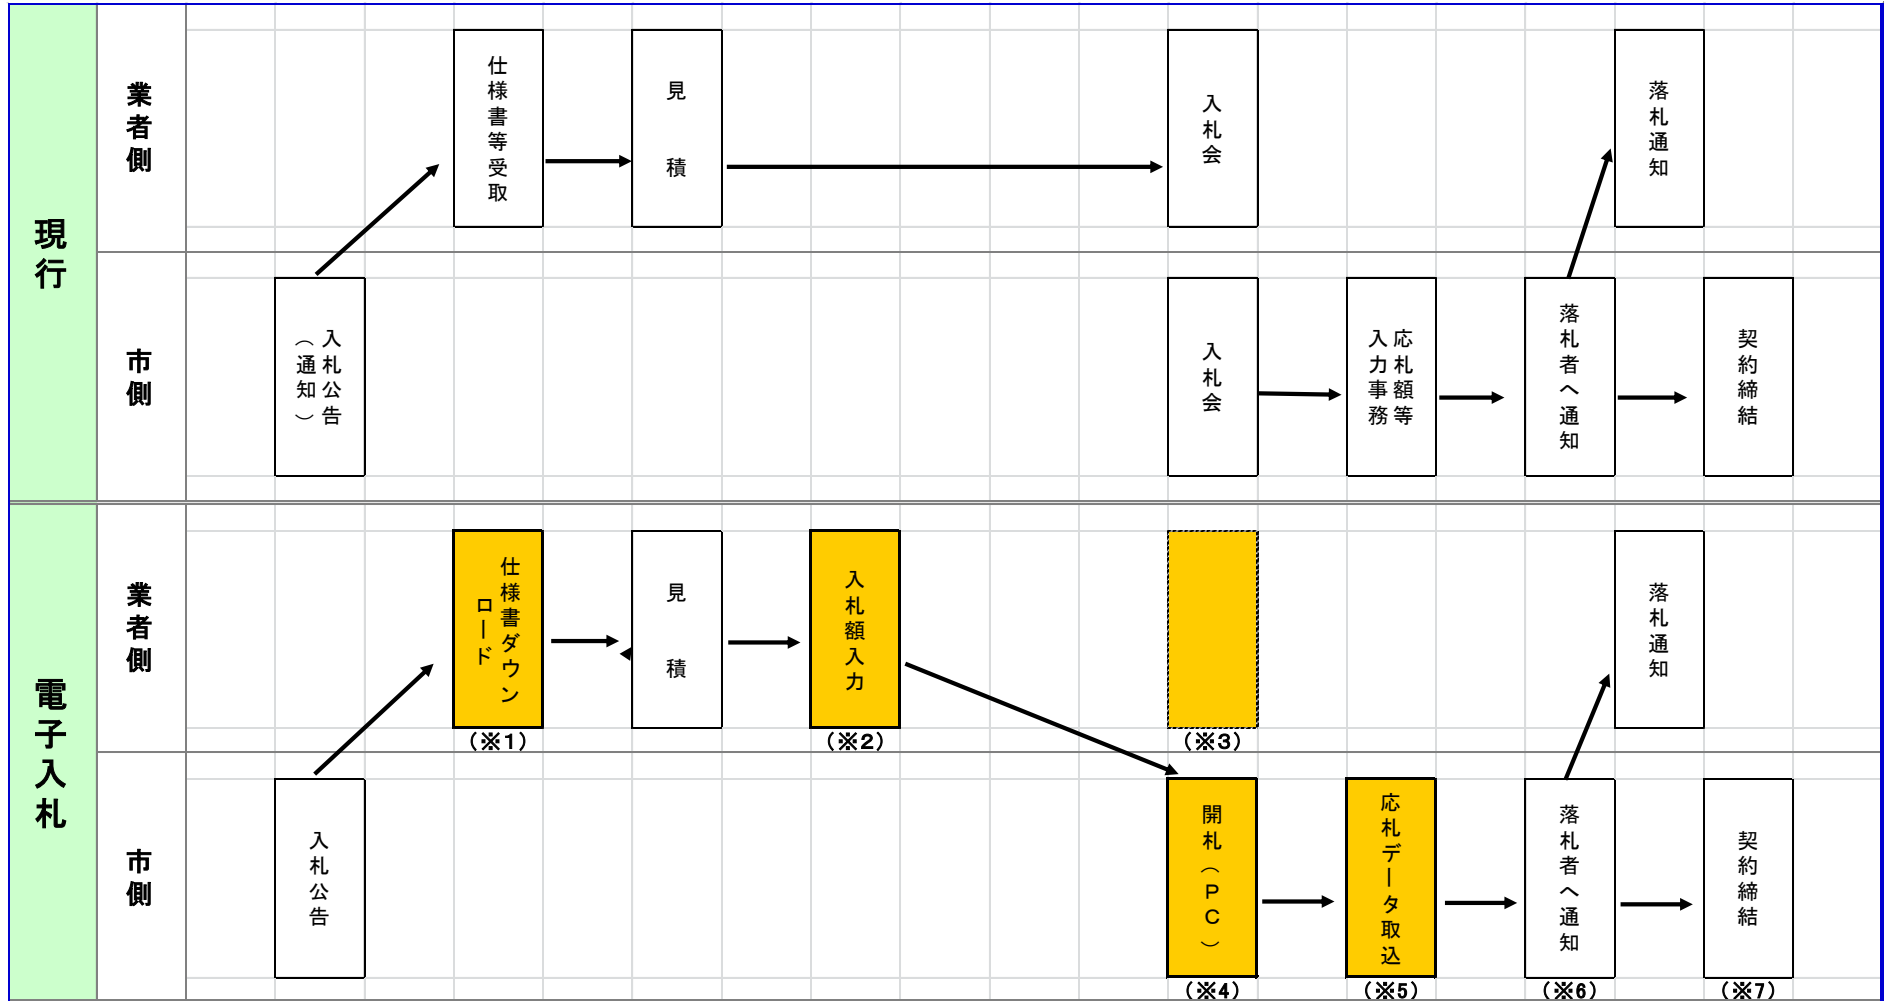 現行
業者側
仕様書等受取
見積
入札会
落札通知
市側
入札公告
（通知）
入札会
応札額等
入力事務
落札者へ通知
契約締結
電子入札
業者側
仕様書ダウン
ロード
(※1)
見積
入札額入力
(※2)
(※3)
落札通知
市側
入札公告
開札（ＰＣ）
(※4)
応札データ取込
(※5)
落札者へ通知
(※6)
契約締結
(※7)